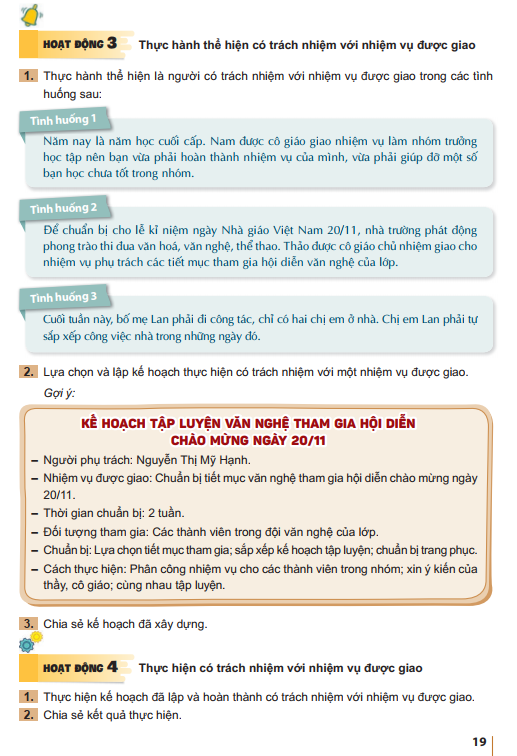 HOẠT ĐỘNG 3 Thực hành thể hiện có trách nhiệm với nhiệm vụ được giao
1. Thực hành thể hiện là người có trách nhiệm với nhiệm vụ được giao trong các tình
huống sau:
Tình huống 1
Năm nay là năm học cuối cấp. Nam được cô giáo giao nhiệm vụ làm nhóm trưởng
học tập nên bạn vừa phải hoàn thành nhiệm vụ của mình, vừa phải giúp đỡ một số
bạn học chưa tốt trong nhóm.
Tình huống 2
Để chuẩn bị cho lễ kỉ niệm ngày Nhà giáo Việt Nam 20/11, nhà trường phát động
phong trào thi đua văn hoá, văn nghệ, thể thao. Thảo được cô giáo chủ nhiệm giao cho
nhiệm vụ phụ trách các tiết mục tham gia hội diễn văn nghệ của lớp.
Tình huống 3
Cuối tuần này, bố mẹ Lan phải đi công tác, chỉ có hai chị em ở nhà. Chị em Lan phải tự
sắp xếp công việc nhà trong những ngày đó.
2. Lựa chọn và lập kế hoạch thực hiện có trách nhiệm với một nhiệm vụ được giao.
Gợi ý:
KẾ HOẠCH TẬP LUYỆN VĂN NGHỆ THAM GIA HỘI DIỄN
CHÀO MỪNG NGÀY 20/11
– Người phụ trách: Nguyễn Thị Mỹ Hạnh.
– Nhiệm vụ được giao: Chuẩn bị tiết mục văn nghệ tham gia hội diễn chào mừng ngày
20/11.
– Thời gian chuẩn bị: 2 tuần.
– Đối tượng tham gia: Các thành viên trong đội văn nghệ của lớp.
– Chuẩn bị: Lựa chọn tiết mục tham gia; sắp xếp kế hoạch tập luyện; chuẩn bị trang phục.
– Cách thực hiện: Phân công nhiệm vụ cho các thành viên trong nhóm; xin ý kiến của
thầy, cô giáo; cùng nhau tập luyện.
3. Chia sẻ kế hoạch đã xây dựng.
HOẠT ĐỘNG 4 Thực hiện có trách nhiệm với nhiệm vụ được giao
1. Thực hiện kế hoạch đã lập và hoàn thành có trách nhiệm với nhiệm vụ được giao.
2. Chia sẻ kết quả thực hiện.
19